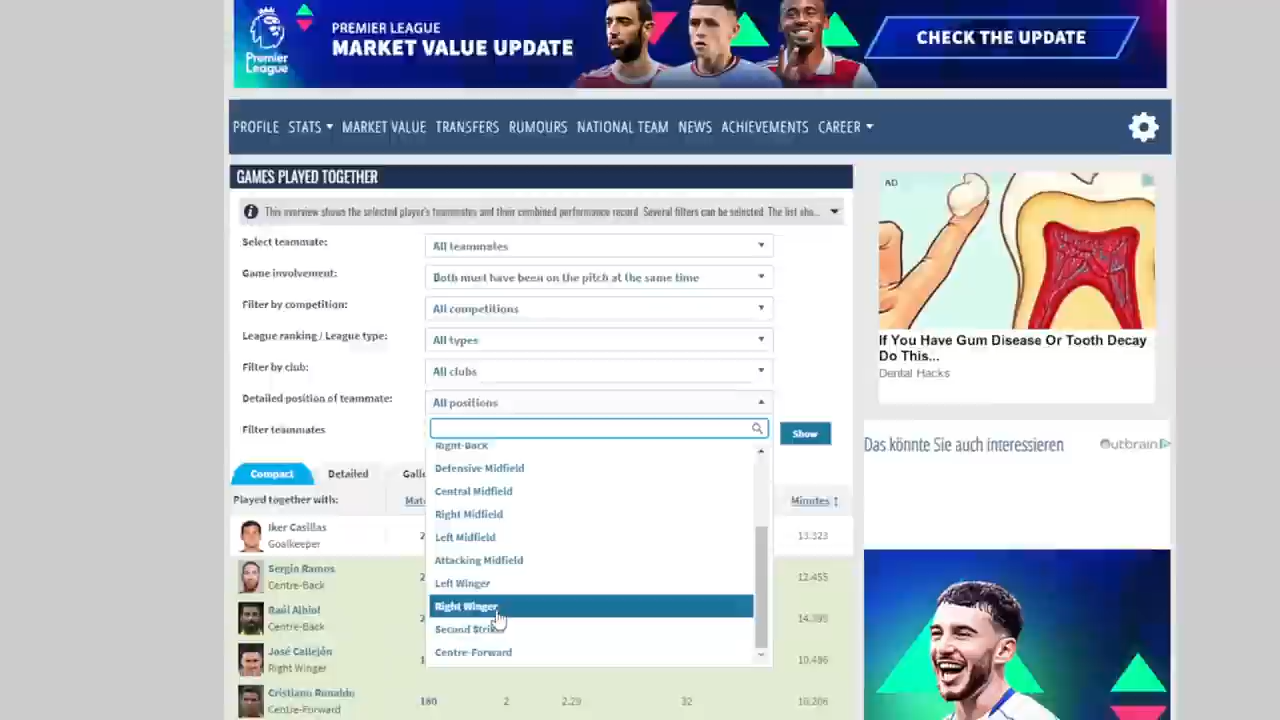 Premier
League
PREMIER LEAGUE
MARKET VALUE UPDATE
CHECK THE UPDATE
PROFILE STATS MARKET VALUE TRANSFERS RUMOURS NATIONAL TEAM NEWS ACHIEVEMENTS CAREER
GAMES PLAYED TOGETHER
This overview shows the selected player's teammates and their combined performance record. Several filters can be selected. The list sho...
Select teammate: All teammates
Game involvement: Both must have been on the pitch at the same time
Filter by competition: All competitions
League ranking / League type: All types
Filter by club: All clubs
Detailed position of teammate: All positions
Filter teammates
Show
Right-Back
Defensive Midfield
Central Midfield
Right Midfield
Left Midfield
Attacking Midfield
Left Winger
Right Winger
Second Strik
Centre-Forward
Compact Detailed
Played together with: Minutes
Iker Casillas
Goalkeeper
13.323
Sergio Ramos
Centre-Back
12.455
Raúl Albiol
Centre-Back
José Callejón
Right Winger
10.496
Cristiano Ronaldo
Centre-Forward
180 2 2.29 32
AD
If You Have Gum Disease Or Tooth Decay
Do This...
Dental Hacks
Das könnte Sie auch interessieren
Outbrain